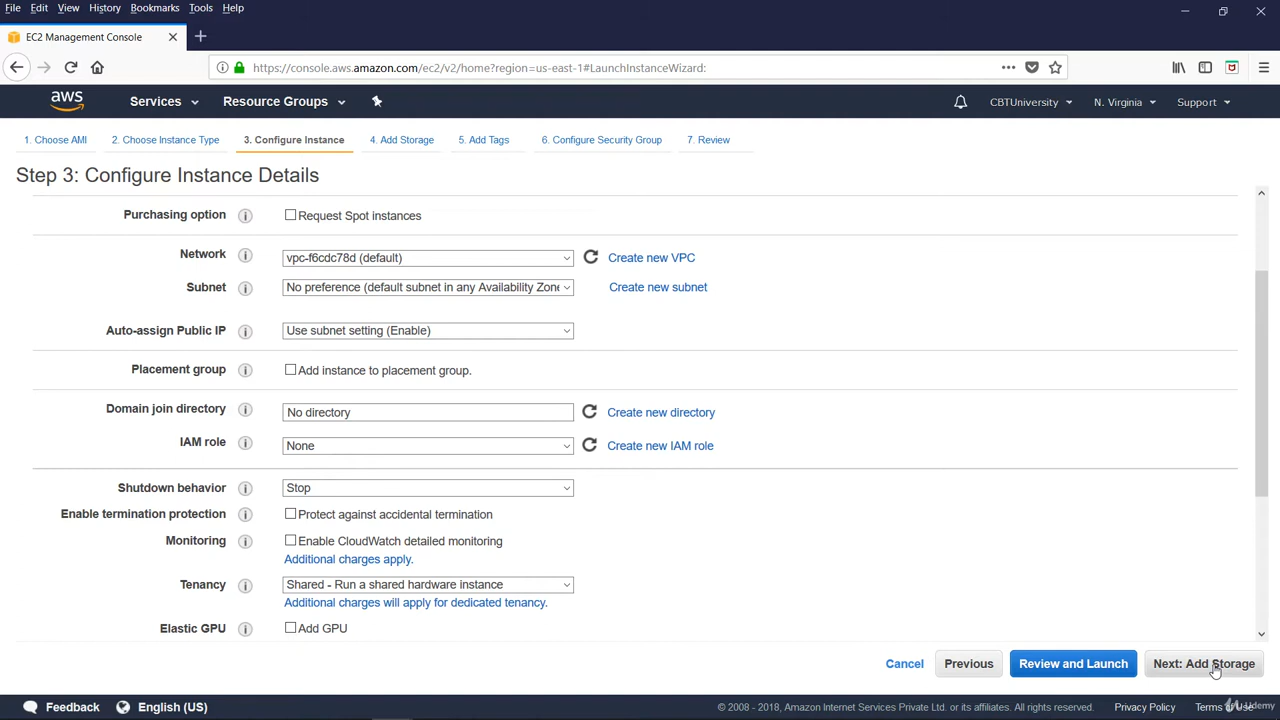 File Edit View History Bookmarks Tools Help
EC2 Management Console
https://console.aws.amazon.com/ec2/v2/home?region=us-east-1#LaunchInstanceWizard:
aws Services Resource Groups CBTUniversity N. Virginia Support
1. Choose AMI 2. Choose Instance Type 3. Configure Instance 4. Add Storage 5. Add Tags 6. Configure Security Group 7. Review
Step 3: Configure Instance Details
Purchasing option Request Spot instances
Network vpc-f6cdc78d (default) Create new VPC
Subnet No preference (default subnet in any Availability Zone Create new subnet
Auto-assign Public IP Use subnet setting (Enable)
Placement group Add instance to placement group.
Domain join directory No directory Create new directory
IAM role None Create new IAM role
Shutdown behavior Stop
Enable termination protection Protect against accidental termination
Monitoring Enable CloudWatch detailed monitoring
Additional charges apply.
Tenancy Shared - Run a shared hardware instance
Additional charges will apply for dedicated tenancy.
Elastic GPU Add GPU
Cancel Previous Review and Launch Next: Add Storage
Feedback English (US) © 2008 - 2018, Amazon Internet Services Private Ltd. or its affiliates. All rights reserved. Privacy Policy Terms of Use
Udemy